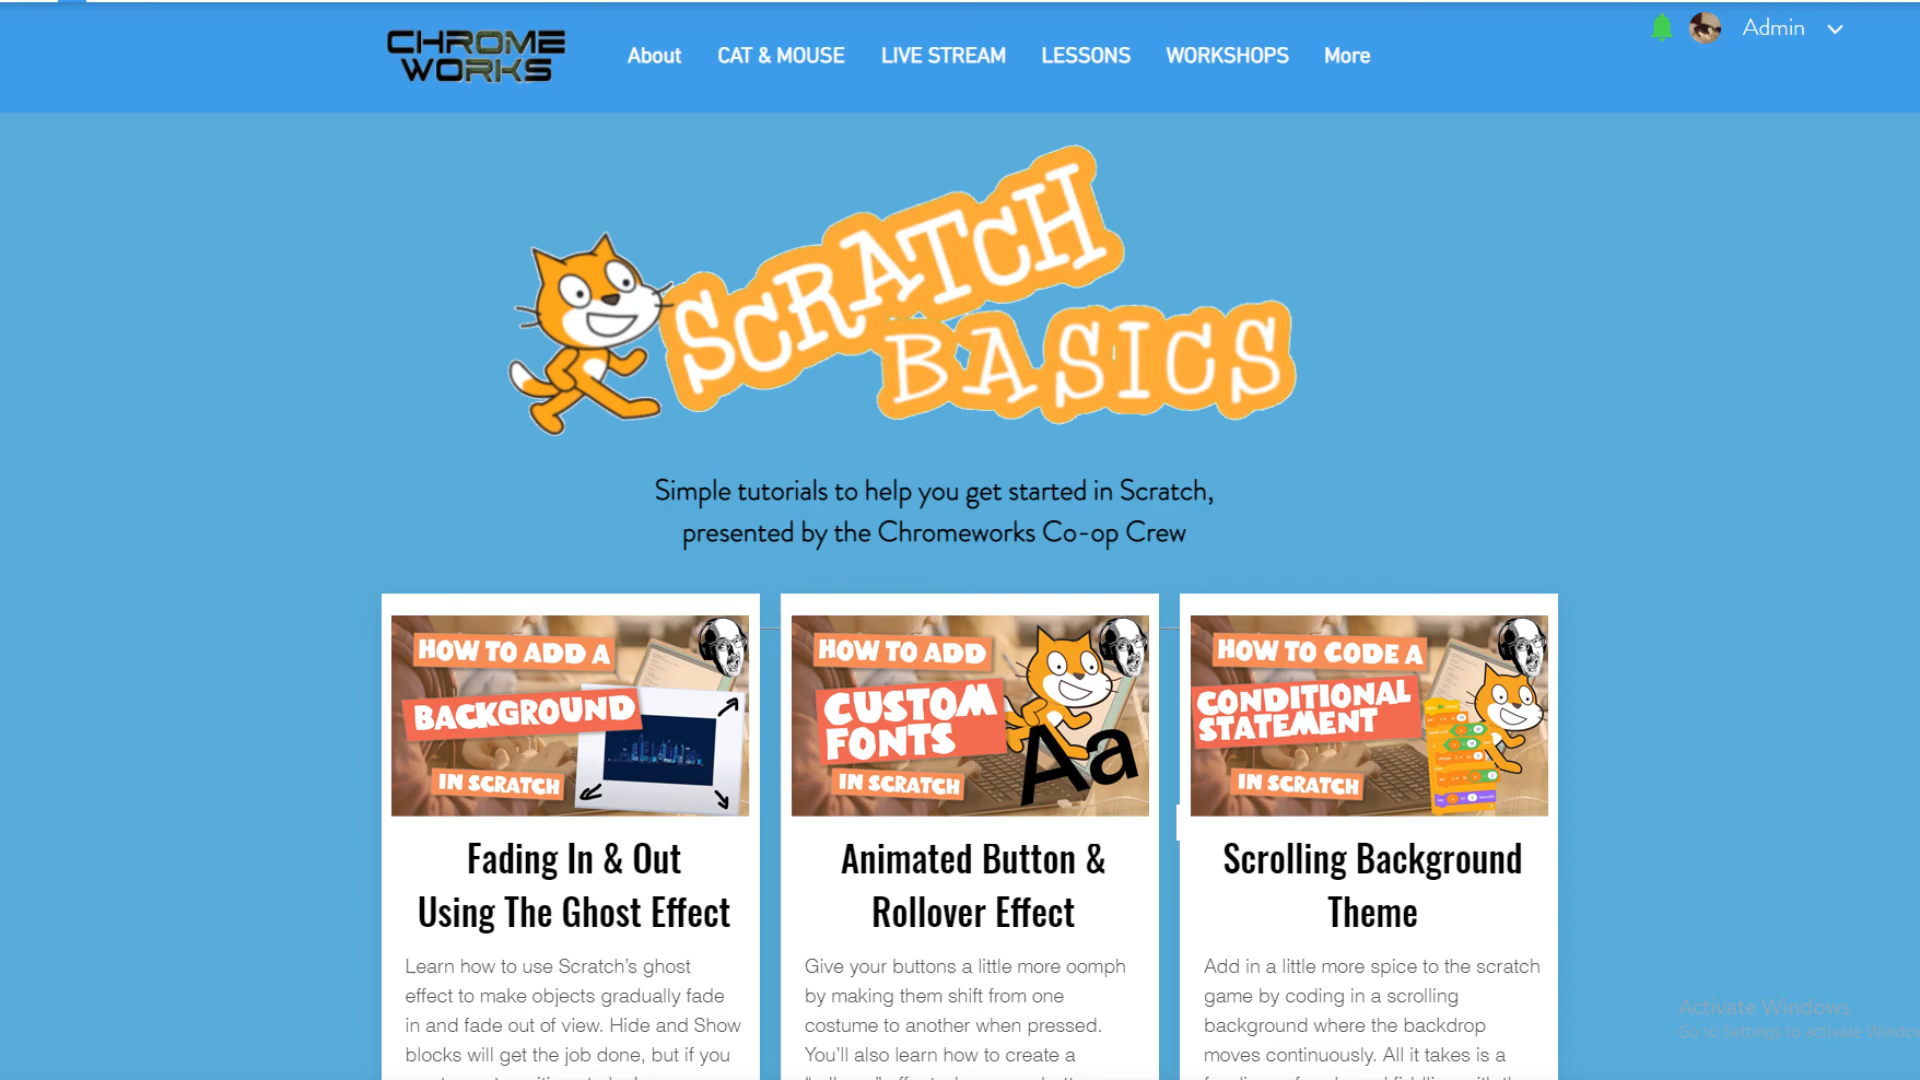 CHROME
WORKS
About
CAT & MOUSE
LIVE STREAM
LESSONS
WORKSHOPS
More
Admin
SCRATCH
BASICS
Simple tutorials to help you get started in Scratch,
presented by the Chromeworks Co-op Crew
HOW TO ADD A
BACKGROUND
IN SCRATCH
HOW TO ADD
CUSTOM
FONTS
IN SCRATCH
Aa
HOW TO CODE A
CONDITIONAL
STATEMENT
IN SCRATCH
Fading In & Out
Using The Ghost Effect
Learn how to use Scratch's ghost
effect to make objects gradually fade
in and fade out of view. Hide and Show
blocks will get the job done, but if you
Animated Button &
Rollover Effect
Give your buttons a little more oomph
by making them shift from one
costume to another when pressed.
You'll also learn how to create a
Scrolling Background
Theme
Add in a little more spice to the scratch
game by coding in a scrolling
background where the backdrop
moves continuously. All it takes is a
Activate Windows
Go to Settings to activate Windows